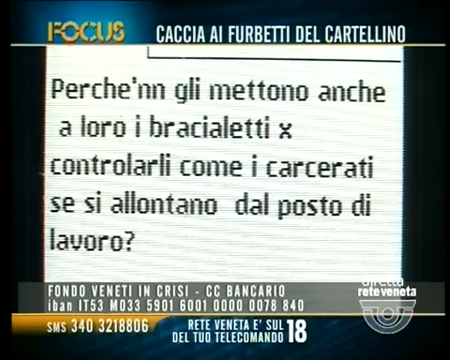 FOCUS
CACCIA AI FURBETTI DEL CARTELLINO
Perche'nn gli mettono anche
a loro i bracialetti x
controlarli come i carcerati
se si allontano dal posto di
lavoro?
FONDO VENETI IN CRISI - CC BANCARIO
iban IT53 M033 5901 6001 0000 0078 840
diretta
reteveneta
SMS 340 3218806
RETE VENETA E' SUL
DEL TUO TELECOMANDO 18